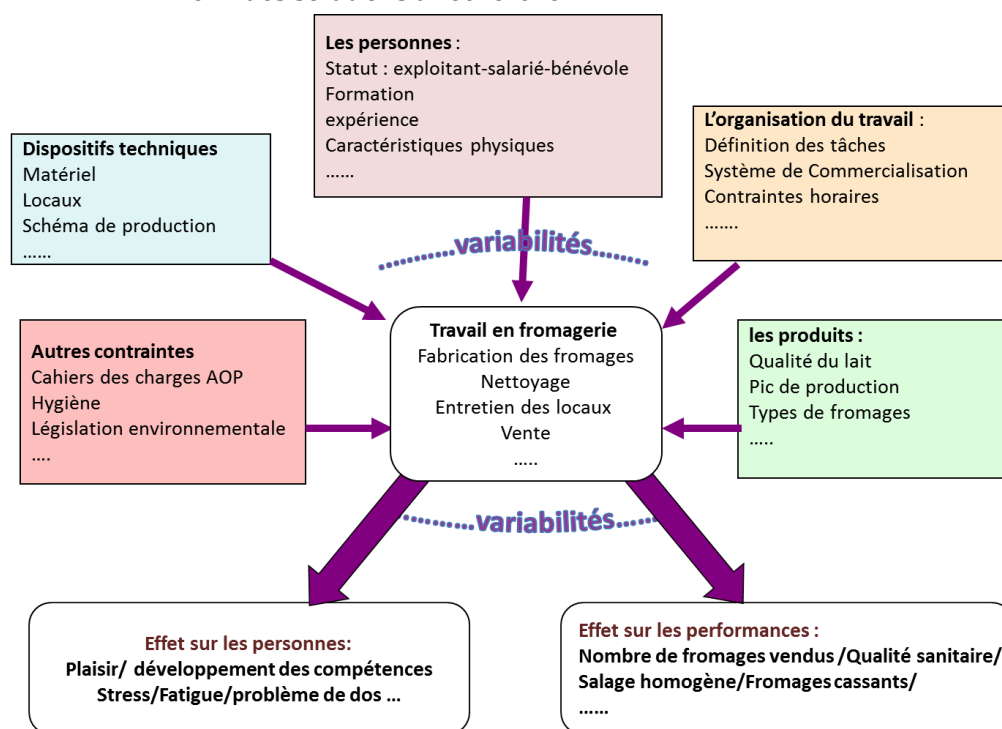 Les personnes :
Statut : exploitant-salarié-bénévole
Formation
expérience
Caractéristiques physiques
……
Dispositifs techniques
Matériel
Locaux
Schéma de production
……
L’organisation du travail :
Définition des tâches
Système de Commercialisation
Contraintes horaires
…….
……variabilités……
Autres contraintes
Cahiers des charges AOP
Hygiène
Législation environnementale
….
Travail en fromagerie
Fabrication des fromages
Nettoyage
Entretien des locaux
Vente
…..
les produits :
Qualité du lait
Pic de production
Types de fromages
…..
……variabilités……
Effet sur les personnes:
Plaisir/ développement des compétences
Stress/Fatigue/problème de dos ...
Effet sur les performances :
Nombre de fromages vendus /Qualité sanitaire/
Salage homogène/Fromages cassants/
……